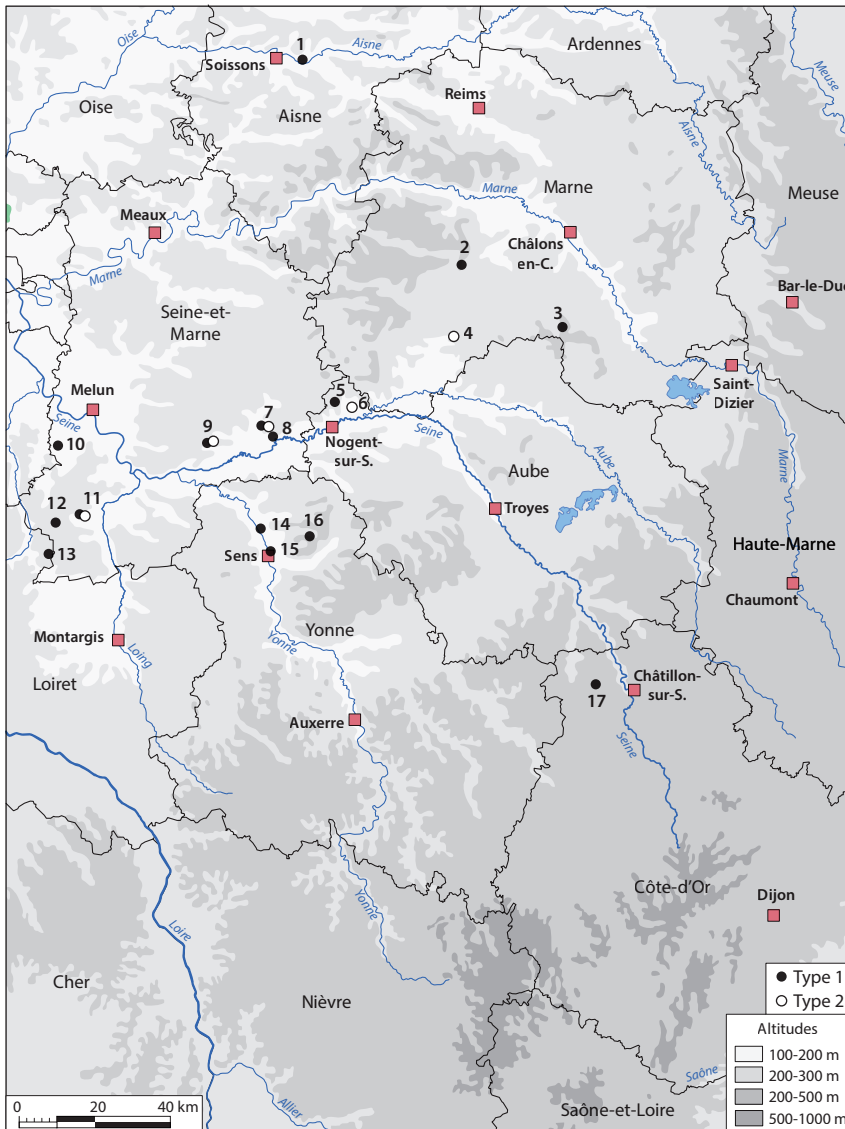 1
Oise
Aisne
Ardennes
Soissons
Meuse
Oise
Reims
Aisne
Aisne
Meuse
Marne
Marne
Meaux
Châlons
en-C.
2
Marne
Bar-le-Duc
Seine-et-
Marne
3
4
Saint-
Dizier
Melun
5
6
Seine
7
8
9
Nogent-
sur-S.
Seine
10
Aube
Aube
Marne
11
12
Troyes
14
16
13
15
Sens
Haute-Marne
Chaumont
Montargis
Yonne
Yonne
Loing
Loiret
Châtillon-
sur-S.
17
Auxerre
Seine
Côte-d'Or
Yonne
Dijon
Loire
Cher
Nièvre
Type 1
Type 2
Altitudes
100-200 m
200-300 m
200-500 m
500-1000 m
Saône
Allier
Saône-et-Loire
0 20 40 km